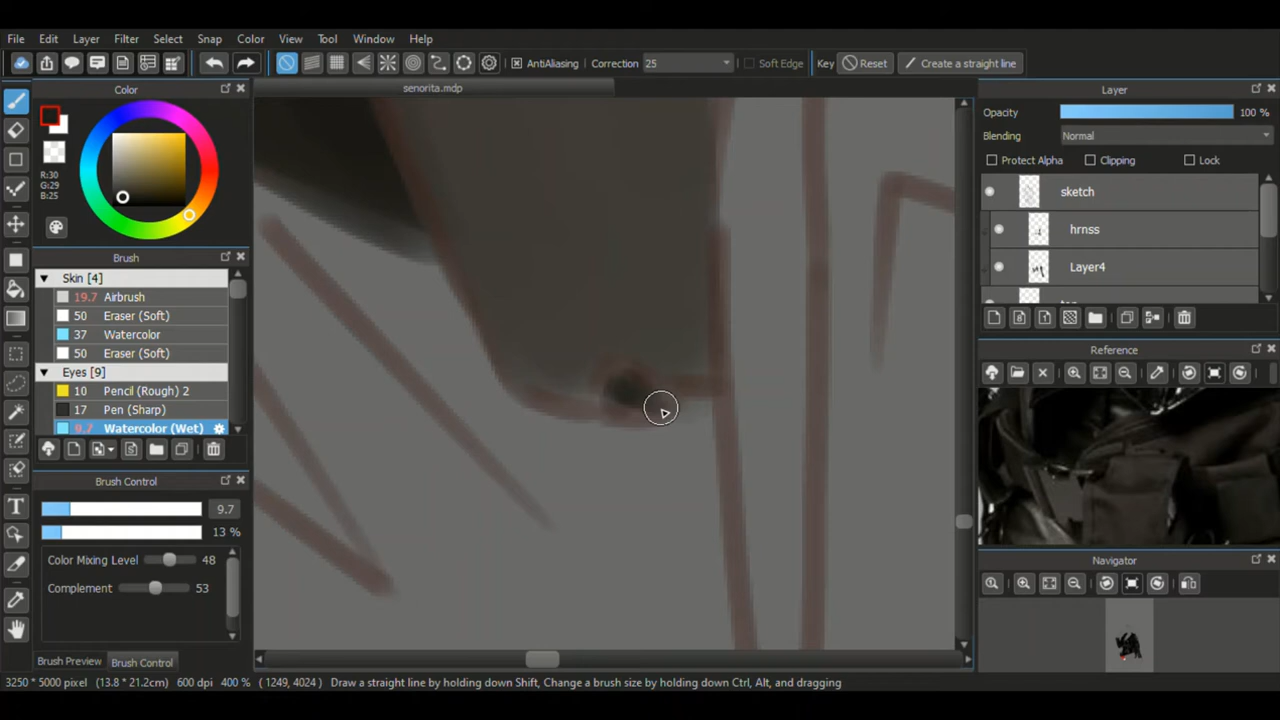 File Edit Layer Filter Select Snap Color View Tool Window Help
AntiAliasing Correction 25 Soft Edge Key Reset Create a straight line
Color
senorita.mdp
Layer
Opacity 100 %
Blending Normal
Protect Alpha Clipping Lock
R:30
G:29
B:25
sketch
hrnss
Layer4
Brush
Skin [4]
19.7 Airbrush
50 Eraser (Soft)
37 Watercolor
50 Eraser (Soft)
Eyes [9]
10 Pencil (Rough) 2
17 Pen (Sharp)
9.7 Watercolor (Wet)
Reference
Brush Control
9.7
13 %
Color Mixing Level 48
Complement 53
Navigator
Brush Preview Brush Control
3250 * 5000 pixel (13.8 * 21.2cm) 600 dpi 400 % ( 1249, 4024 ) Draw a straight line by holding down Shift, Change a brush size by holding down Ctrl, Alt, and dragging